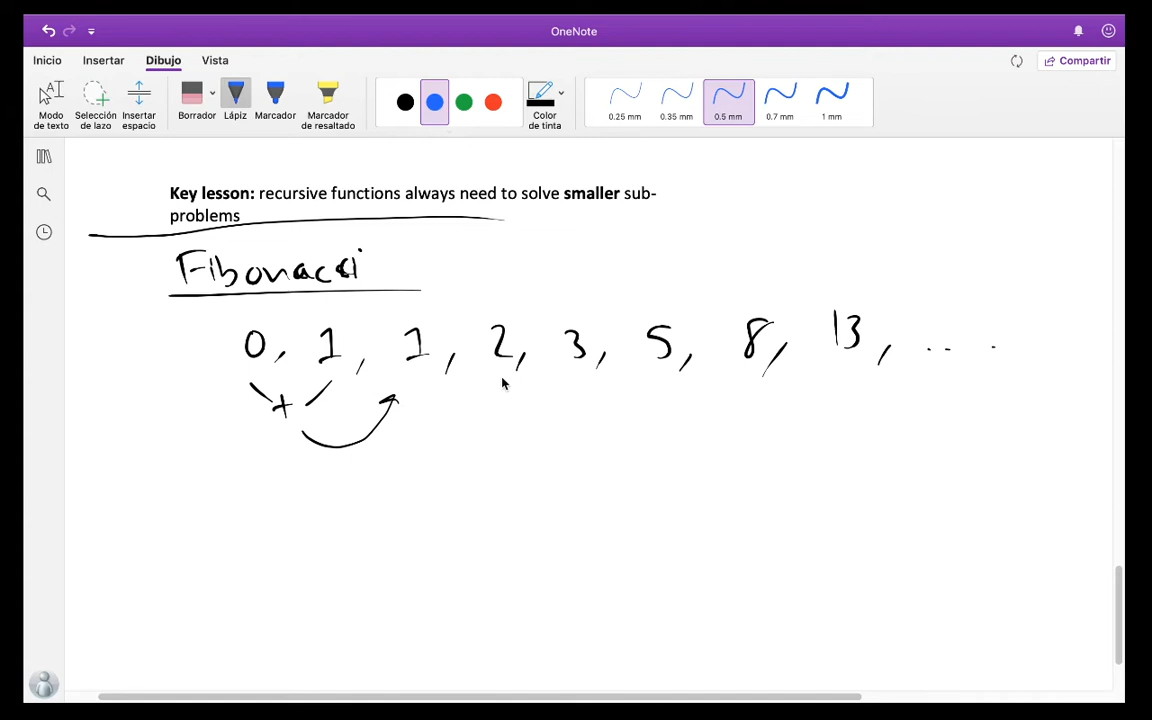 OneNote
Inicio Insertar Dibujo Vista Compartir
Modo de texto Selección de lazo Insertar espacio Borrador Lápiz Marcador Marcador de resaltado Color de tinta 0.25 mm 0.35 mm 0.5 mm 0.7 mm 1 mm
Key lesson: recursive functions always need to solve smaller sub-
problems
Fibonacci
0, 1, 1, 2, 3, 5, 8, 13, ....
+